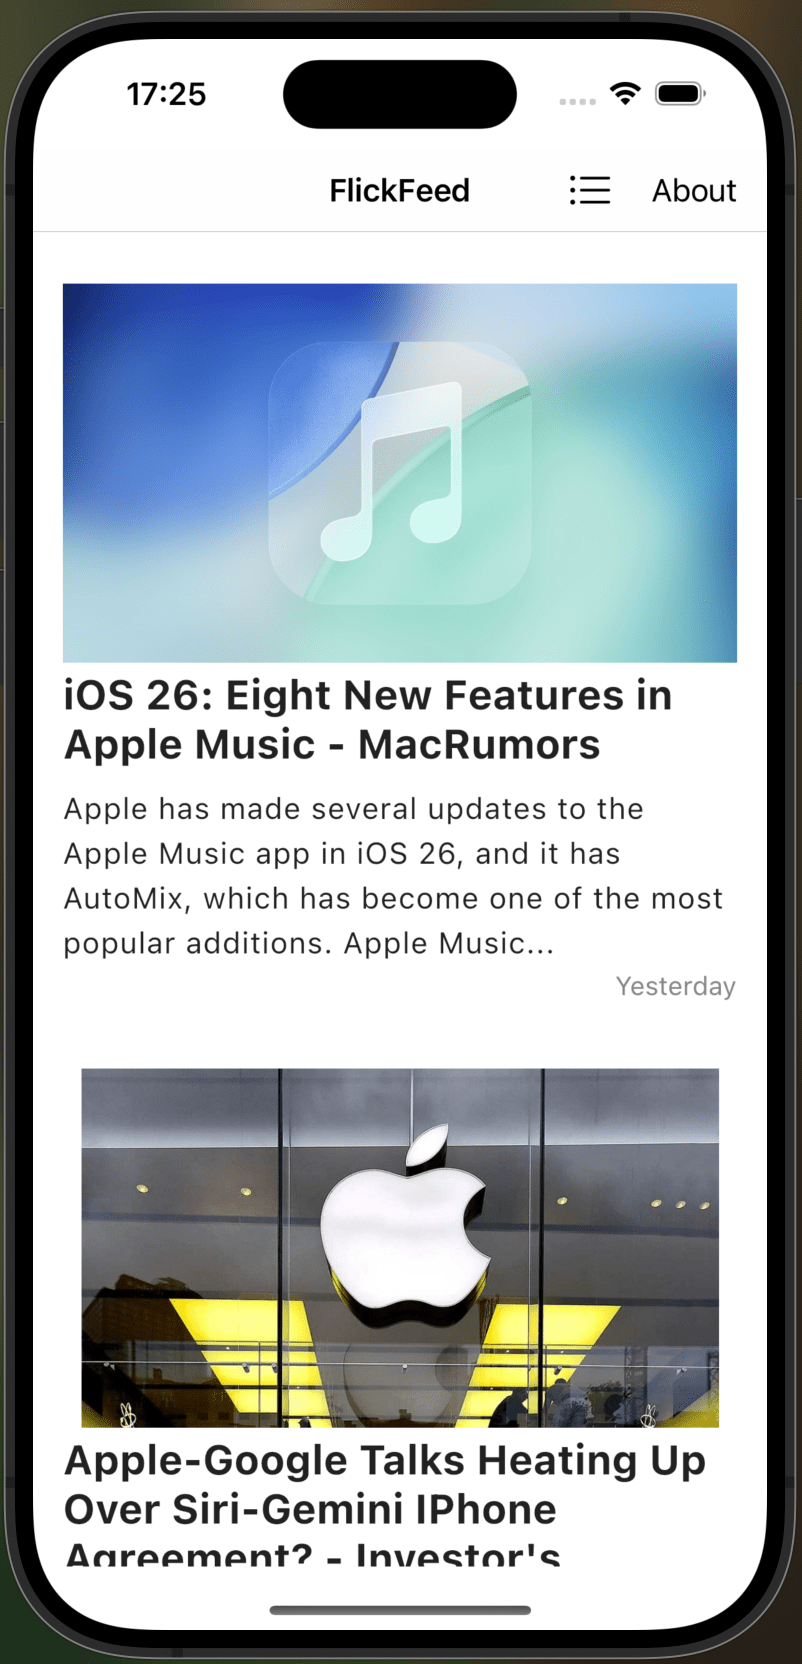 17:25
FlickFeed
About
iOS 26: Eight New Features in
Apple Music - MacRumors
Apple has made several updates to the
Apple Music app in iOS 26, and it has
AutoMix, which has become one of the most
popular additions. Apple Music...
Yesterday
Apple-Google Talks Heating Up
Over Siri-Gemini IPhone
Agreement? - Investor's